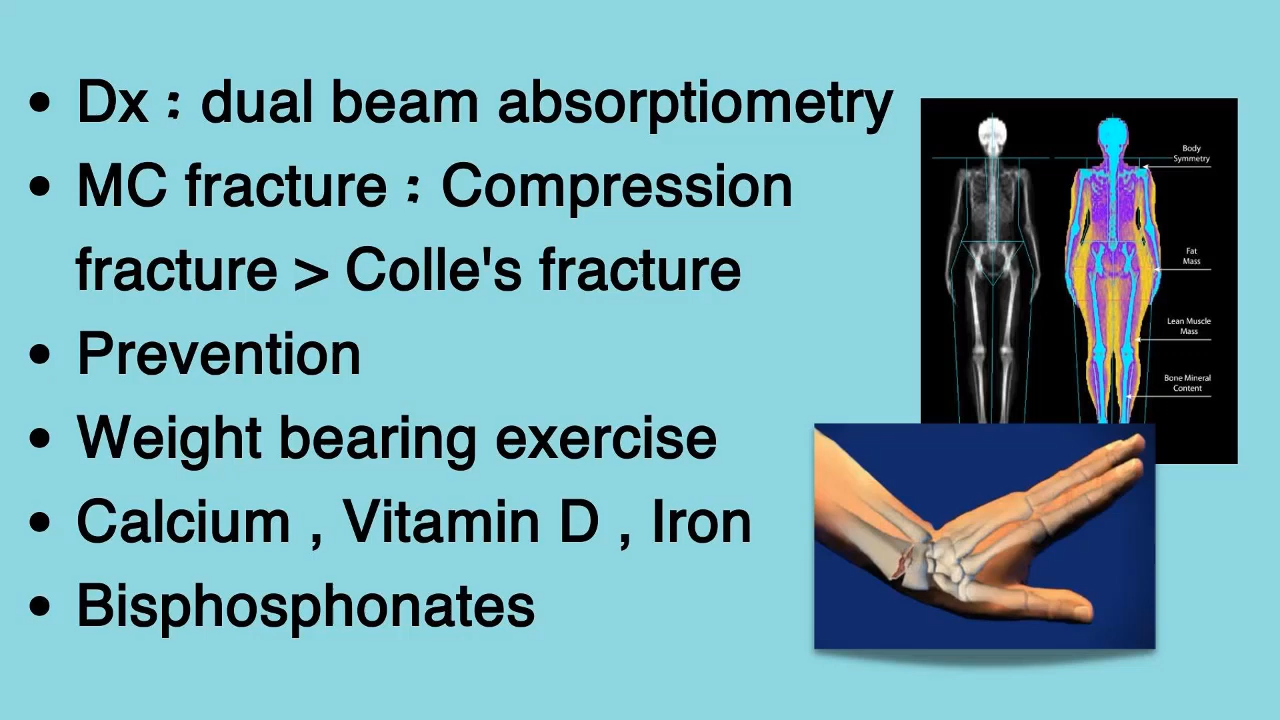 • Dx : dual beam absorptiometry
• MC fracture : Compression
fracture > Colle's fracture
• Prevention
• Weight bearing exercise
• Calcium , Vitamin D , Iron
• Bisphosphonates
Body
Symmetry
Fat
Mass
Lean Muscle
Mass
Bone Mineral
Content